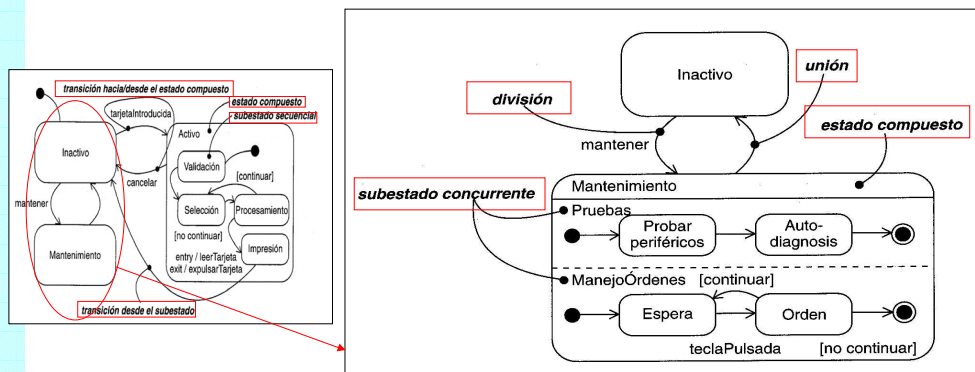 transición hacia/desde el estado compuesto
tarjetaIntroducida
estado compuesto
subestado secuencial
Activo
Inactivo
Validación
[continuar]
cancelar
mantener
Selección
Procesamiento
[no continuar]
Impresión
Mantenimiento
entry / leerTarjeta
exit / expulsarTarjeta
transición desde el subestado
Inactivo
unión
división
estado compuesto
mantener
subestado concurrente
Mantenimiento
Pruebas
Probar
periféricos
Auto-
diagnosis
ManejoÓrdenes
[continuar]
Espera
Orden
teclaPulsada
[no continuar]